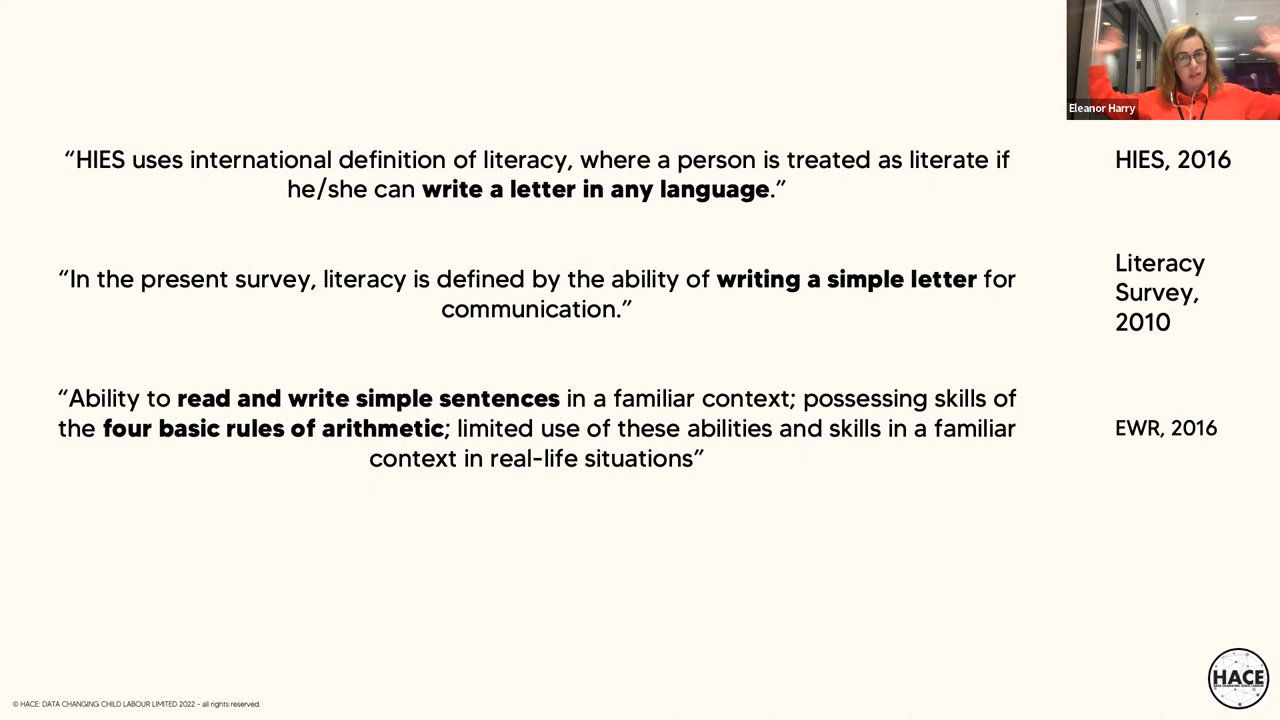 Eleanor Harry
“HIES uses international definition of literacy, where a person is treated as literate if
he/she can write a letter in any language.”
HIES, 2016
“In the present survey, literacy is defined by the ability of writing a simple letter for
communication.”
Literacy
Survey,
2010
“Ability to read and write simple sentences in a familiar context; possessing skills of
the four basic rules of arithmetic; limited use of these abilities and skills in a familiar
context in real-life situations”
EWR, 2016
HACE
DATA CHANGING CHILD LABOUR
© HACE: DATA CHANGING CHILD LABOUR LIMITED 2022 - all rights reserved.